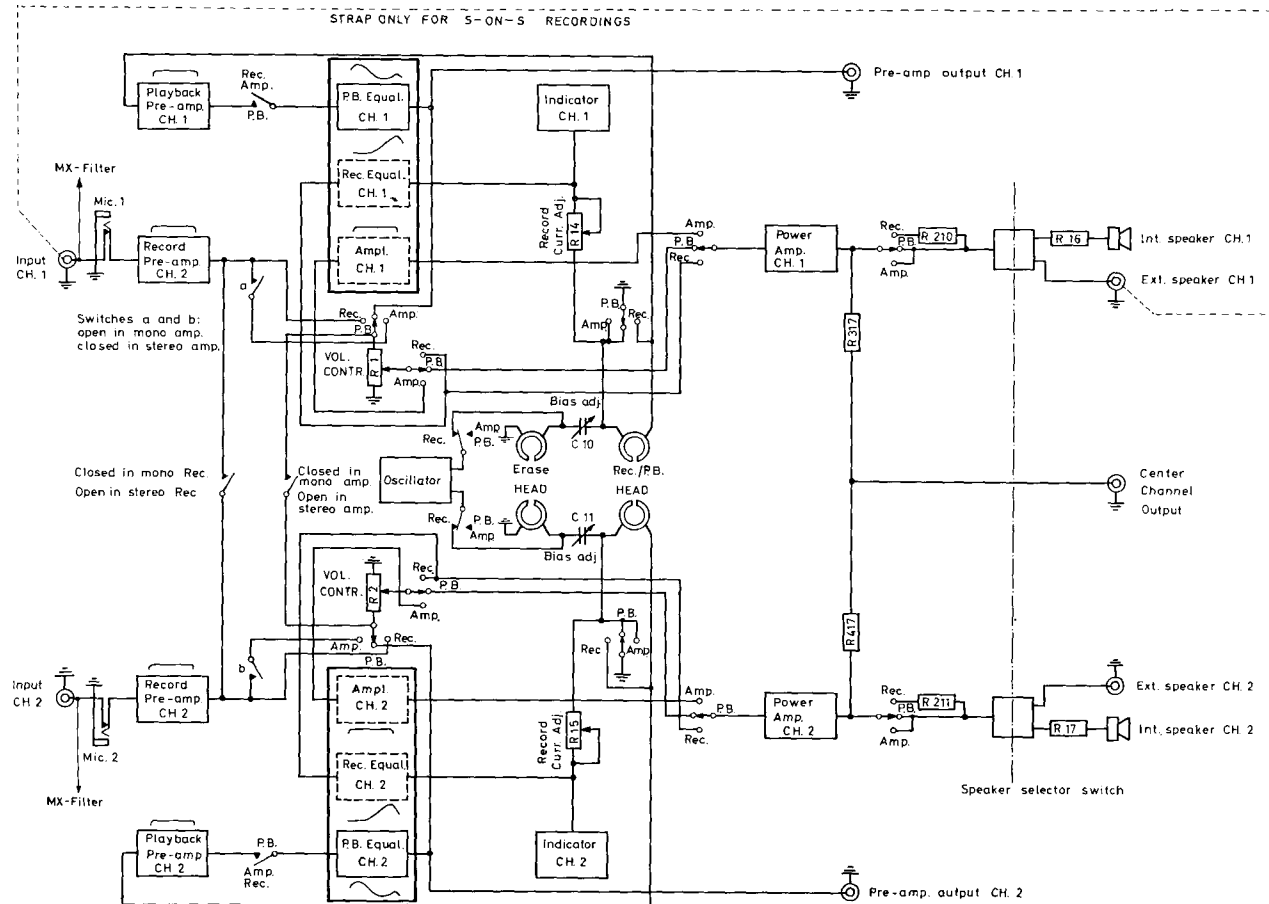 STRAP ONLY FOR S-ON-S RECORDINGS
Playback
Pre-amp.
CH. 1
Rec.
Amp.
P.B.
P.B. Equal.
CH. 1
Indicator
CH. 1
Pre-amp output CH. 1
MX-Filter
Mic. 1
Rec. Equal.
CH. 1
Record
Curr. Adj.
R 14
Input
CH. 1
Record
Pre-amp.
CH. 2
a
Ampl.
CH. 1
Amp.
P.B.
Rec.
Power
Amp.
CH. 1
Rec.
P.B.
Amp.
R 210
R 16
Int. speaker CH. 1
Ext. speaker CH 1
Switches a and b:
open in mono amp.
closed in stereo amp.
Rec.
P.B.
Amp.
P.B.
Amp.
Rec.
R 317
VOL.
CONTR.
R 1
Rec.
P.B.
Amp.
Bias adj.
C 10
Rec.
Amp.
P.B.
Erase
HEAD
Rec./P.B.
HEAD
Closed in mono Rec.
Open in stereo Rec
Closed in
mono amp.
Open in
stereo amp.
Oscillator
Center
Channel
Output
Rec.
P.B.
Amp.
C 11
Bias adj
VOL.
CONTR.
R 2
Rec.
P.B.
Amp.
R417
Amp.
P.B.
Rec.
P.B.
Rec
Amp
b
Input
CH. 2
Record
Pre-amp.
CH. 2
Mic. 2
MX-Filter
Ampl.
CH. 2
Rec. Equal.
CH. 2
Record
Curr. Adj
R 15
Amp.
P.B.
Rec.
Power
Amp.
CH. 2
Rec.
P.B.
Amp.
R 211
R 17
Ext. speaker CH. 2
Int. speaker CH. 2
Speaker selector switch
Playback
Pre-amp
CH. 2
P.B.
Amp.
Rec.
P.B. Equal.
CH. 2
Indicator
CH. 2
Pre-amp. output CH. 2